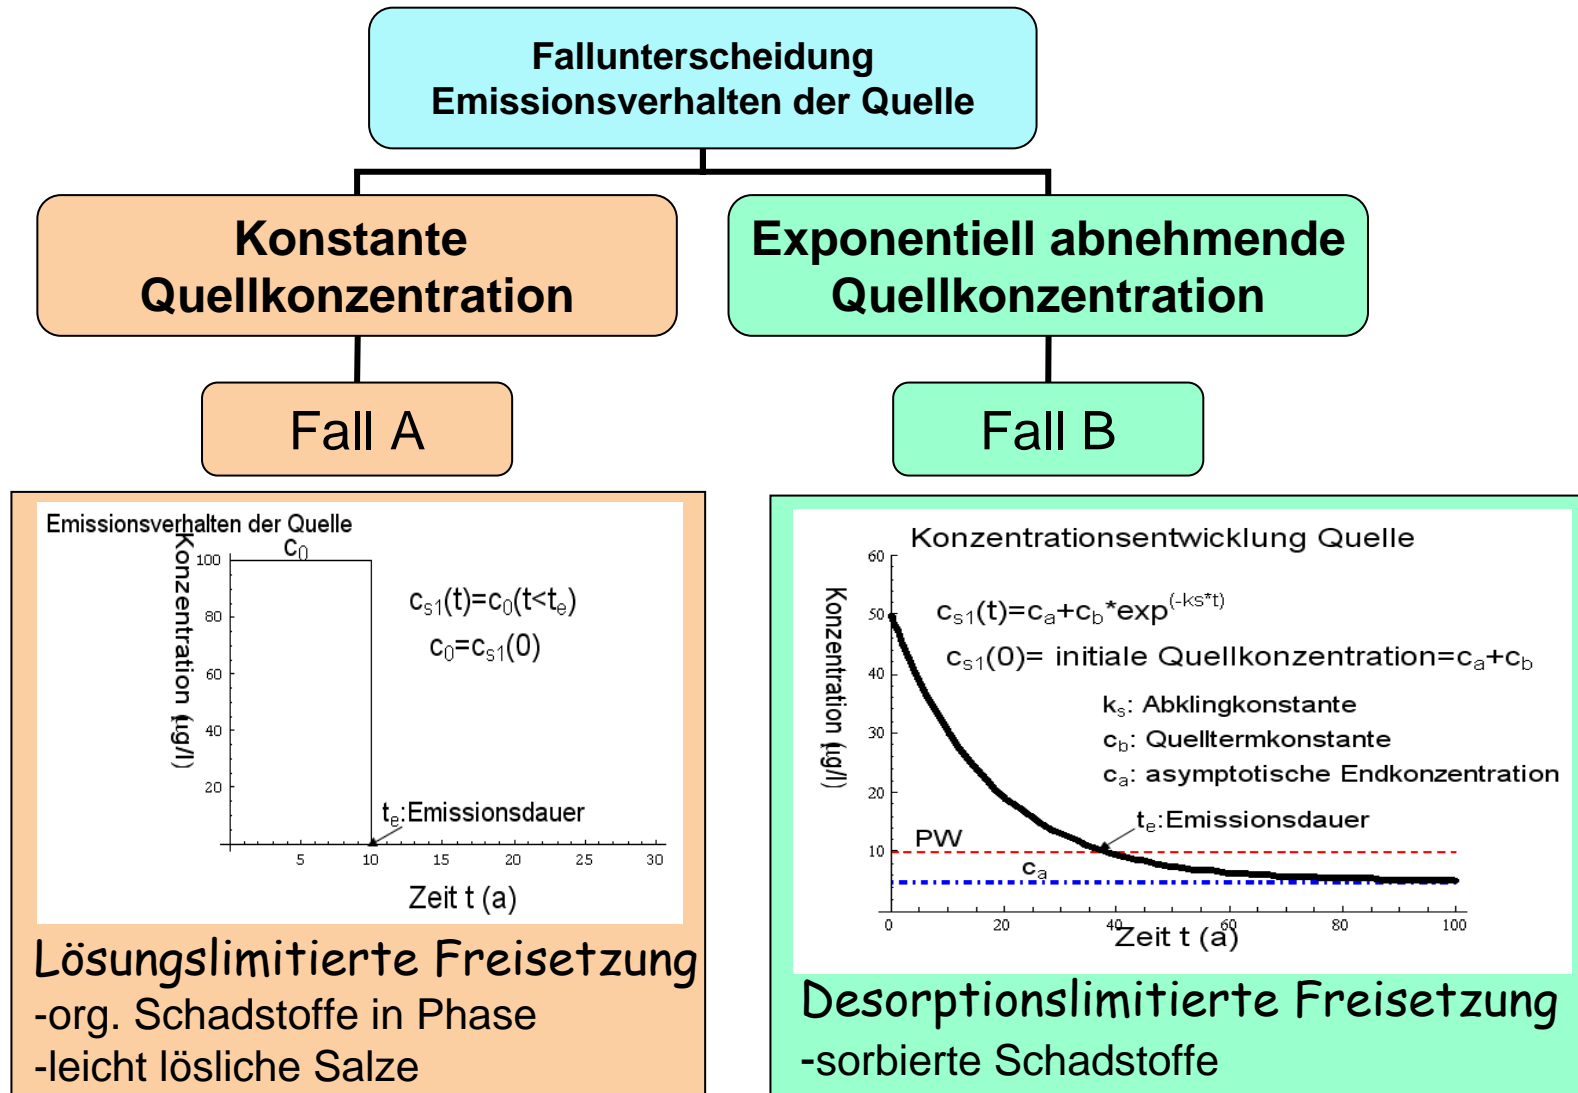 Fallunterscheidung
Emissionsverhalten der Quelle
Konstante
Quellkonzentration
Exponentiell abnehmende
Quellkonzentration
Fall A
Fall B
Emissionsverhalten der Quelle
c₀
Konzentration (µg/l)
100
80
60
40
20
cₛ₁(t)=c₀(t<tₑ)
c₀=cₛ₁(0)
tₑ:Emissionsdauer
5 10 15 20 25 30
Zeit t (a)
Lösungslimitierte Freisetzung
-org. Schadstoffe in Phase
-leicht lösliche Salze
Konzentrationsentwicklung Quelle
Konzentration (µg/l)
60
50
40
30
20
10
cₛ₁(t)=cₐ+c_b*exp^(-ks*t)
cₛ₁(0)= initiale Quellkonzentration=cₐ+c_b
kₛ: Abklingkonstante
c_b: Quelltermkonstante
cₐ: asymptotische Endkonzentration
tₑ:Emissionsdauer
PW
cₐ
0 20 40 60 80 100
Zeit t (a)
Desorptionslimitierte Freisetzung
-sorbierte Schadstoffe